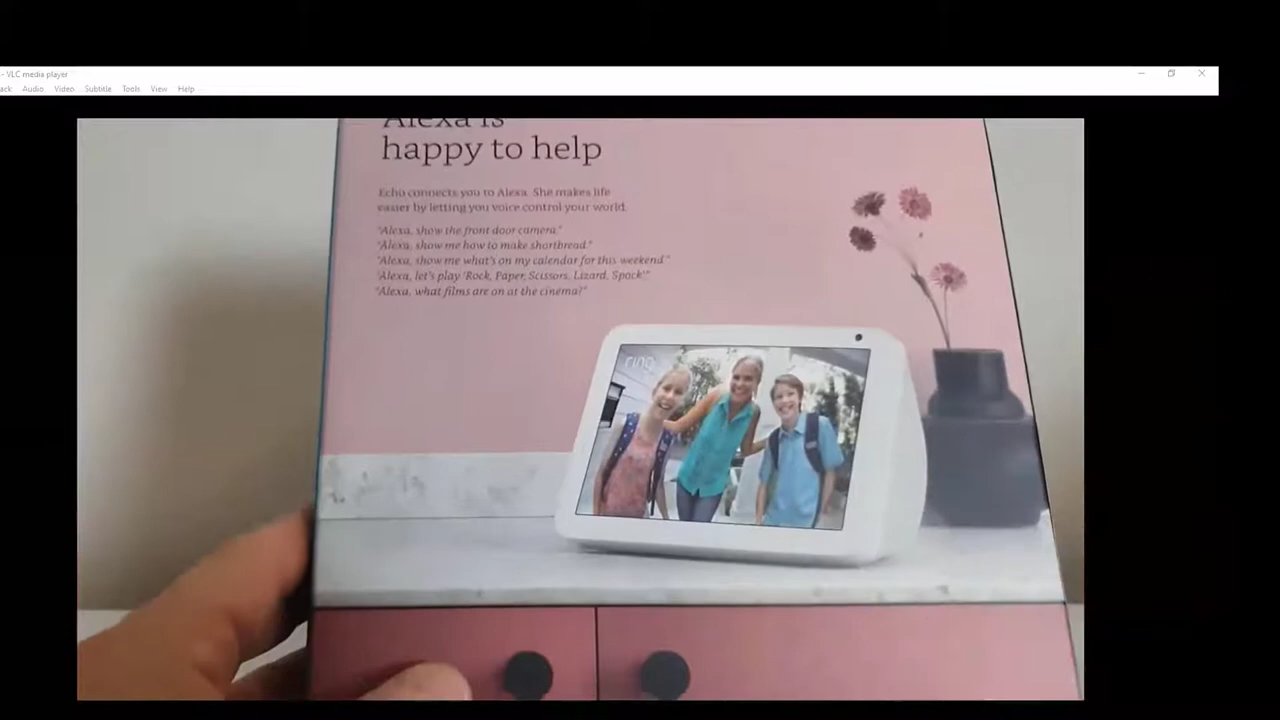 - VLC media player
ack Audio Video Subtitle Tools View Help
Alexa is
happy to help
Echo connects you to Alexa. She makes life
easier by letting you voice control your world.
"Alexa, show the front door camera."
"Alexa, show me how to make shortbread."
"Alexa, show me what's on my calendar for this weekend."
"Alexa, let's play 'Rock, Paper, Scissors, Lizard, Spock'"
"Alexa, what films are on at the cinema?"
ring